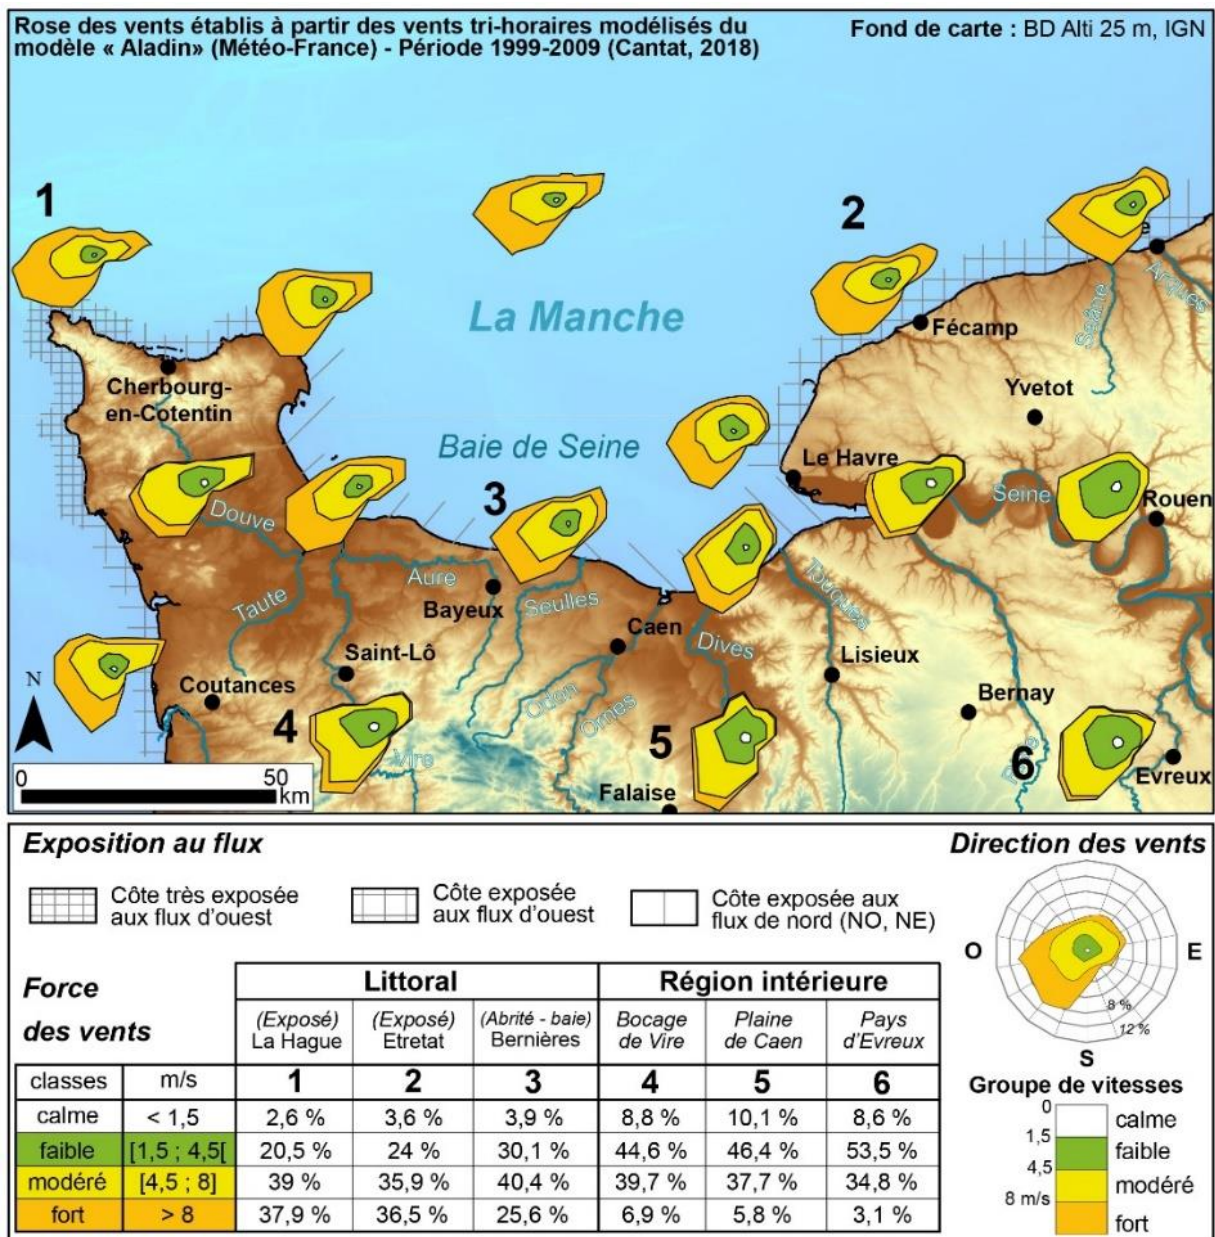 Rose des vents établis à partir des vents tri-horaires modélisés du
modèle « Aladin» (Météo-France) - Période 1999-2009 (Cantat, 2018)
Fond de carte : BD Alti 25 m, IGN
1
2
La Manche
Fécamp
Saâne
Arques
Cherbourg-
en-Cotentin
Yvetot
Baie de Seine
Le Havre
3
Seine
Rouen
Douve
Aure
Taute
Bayeux
Seulles
Touques
Caen
Dives
Saint-Lô
Lisieux
N
Coutances
Odon
Ornes
Bernay
4
5
6
Vire
Evreux
Falaise
0
50
km
Exposition au flux
Côte très exposée
aux flux d'ouest
Côte exposée
aux flux d'ouest
Côte exposée aux
flux de nord (NO, NE)
Direction des vents
O
E
8 %
12 %
S
Force
des vents
Littoral
Région intérieure
(Exposé)
La Hague
(Exposé)
Etretat
(Abrité - baie)
Bernières
Bocage
de Vire
Plaine
de Caen
Pays
d'Evreux
classes m/s 1 2 3 4 5 6
calme < 1,5 2,6 % 3,6 % 3,9 % 8,8 % 10,1 % 8,6 %
faible [1,5 ; 4,5[ 20,5 % 24 % 30,1 % 44,6 % 46,4 % 53,5 %
modéré [4,5 ; 8] 39 % 35,9 % 40,4 % 39,7 % 37,7 % 34,8 %
fort > 8 37,9 % 36,5 % 25,6 % 6,9 % 5,8 % 3,1 %
Groupe de vitesses
0
calme
1,5
faible
4,5
modéré
8 m/s
fort